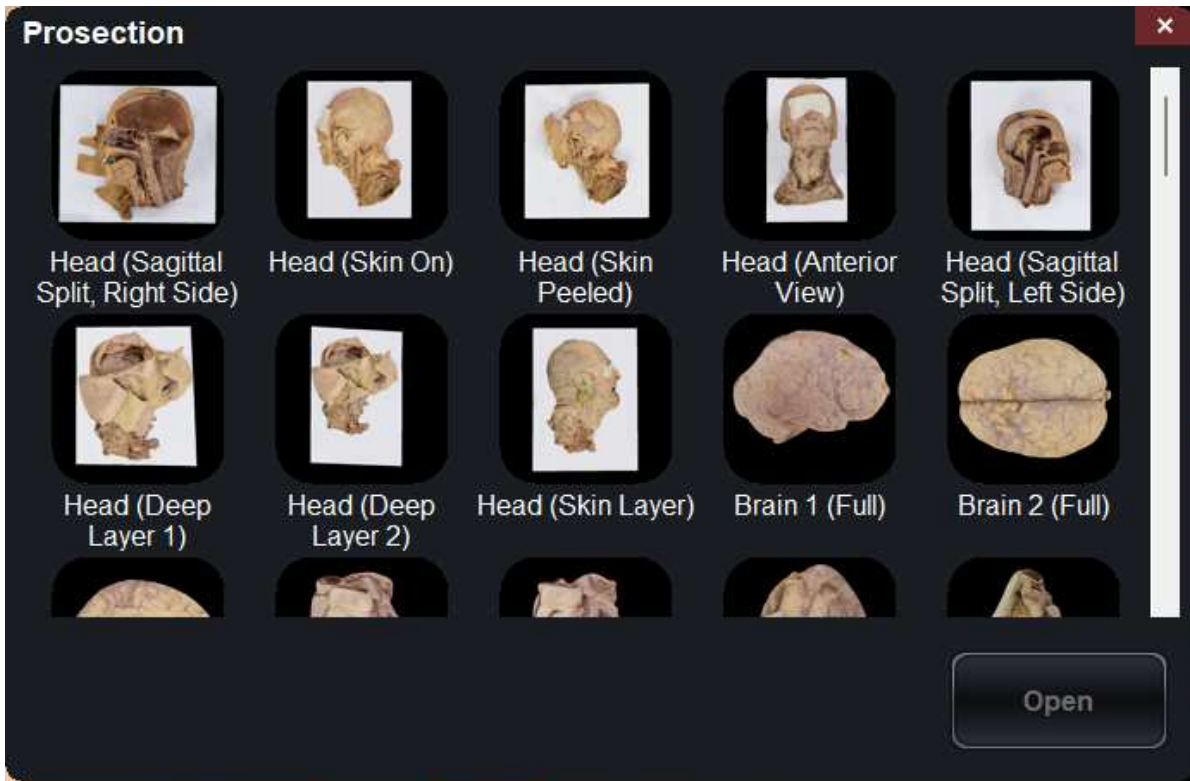 Prosection
×
Head (Sagittal
Split, Right Side)
Head (Skin On)
Head (Skin
Peeled)
Head (Anterior
View)
Head (Sagittal
Split, Left Side)
Head (Deep
Layer 1)
Head (Deep
Layer 2)
Head (Skin Layer)
Brain 1 (Full)
Brain 2 (Full)
Open